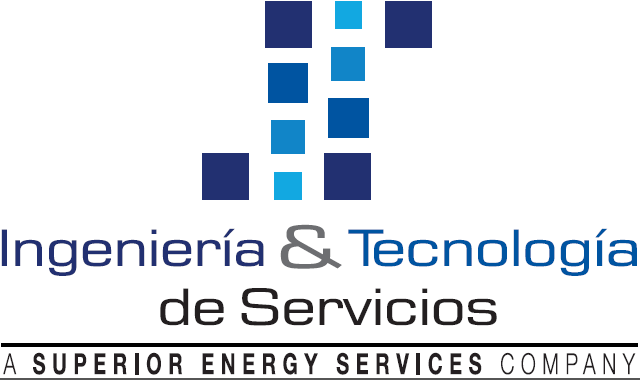 Ingeniería & Tecnología
de Servicios
A SUPERIOR ENERGY SERVICES COMPANY